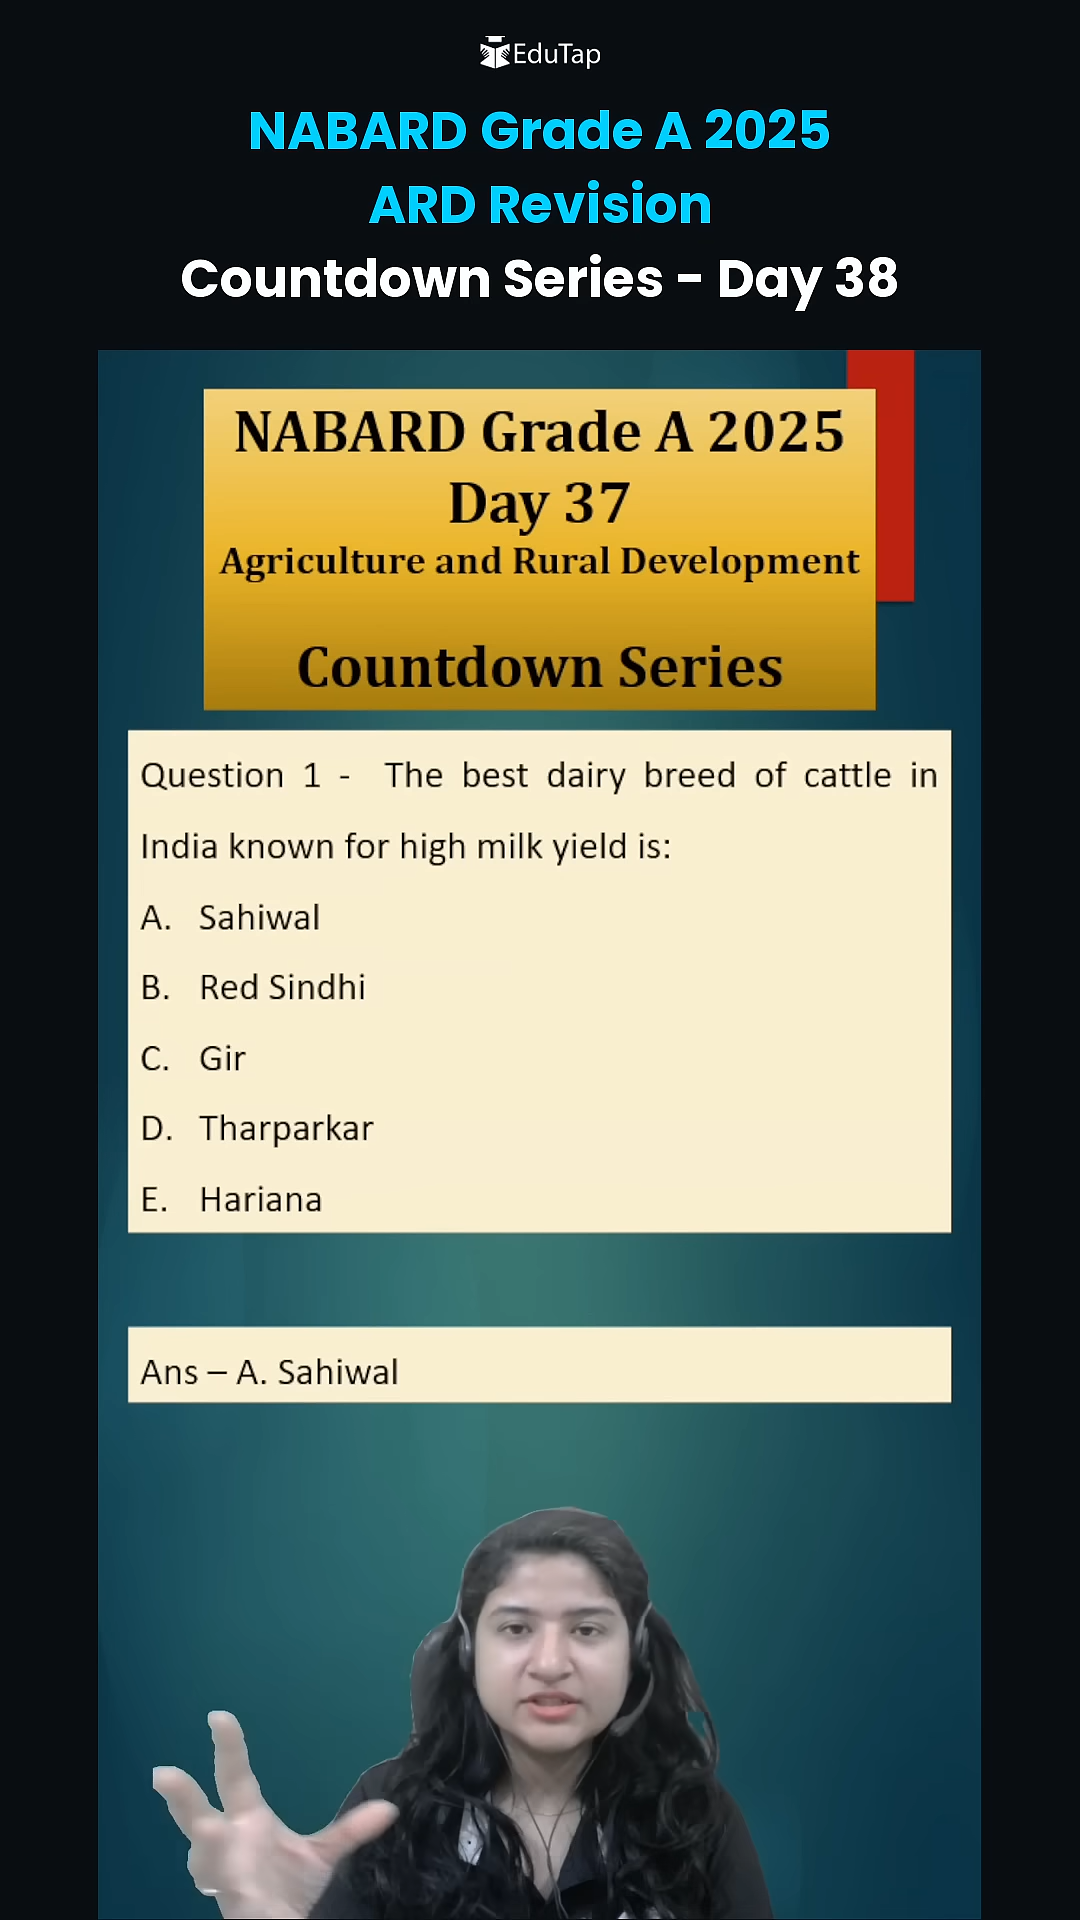 EduTap
NABARD Grade A 2025
ARD Revision
Countdown Series - Day 38
NABARD Grade A 2025
Day 37
Agriculture and Rural Development
Countdown Series
Question 1 - The best dairy breed of cattle in
India known for high milk yield is:
A. Sahiwal
B. Red Sindhi
C. Gir
D. Tharparkar
E. Hariana
Ans – A. Sahiwal